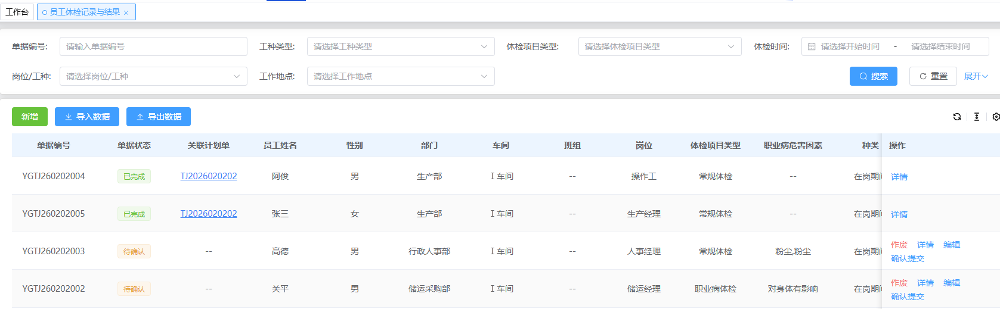 工作台 员工体检记录与结果
单据编号: 请输入单据编号 工种类型: 请选择工种类型 体检项目类型: 请选择体检项目类型 体检时间: 请选择开始时间 - 请选择结束时间
岗位/工种: 请选择岗位/工种 工作地点: 请选择工作地点 搜索 重置 展开
新增 导入数据 导出数据
单据编号 单据状态 关联计划单 员工姓名 性别 部门 车间 班组 岗位 体检项目类型 职业病危害因素 种类 操作
YGTJ260202004 已完成 TJ2026020202 阿俊 男 生产部 I 车间 -- 操作工 常规体检 -- 在岗期间 详情
YGTJ260202005 已完成 TJ2026020202 张三 女 生产部 I 车间 -- 生产经理 常规体检 -- 在岗期间 详情
YGTJ260202003 待确认 -- 高德 男 行政人事部 I 车间 -- 人事经理 常规体检 粉尘,粉尘 在岗期间 作废 详情 编辑
确认提交
YGTJ260202002 待确认 -- 关平 男 储运采购部 I 车间 -- 储运经理 职业病体检 对身体有影响 在岗期间 作废 详情 编辑
确认提交